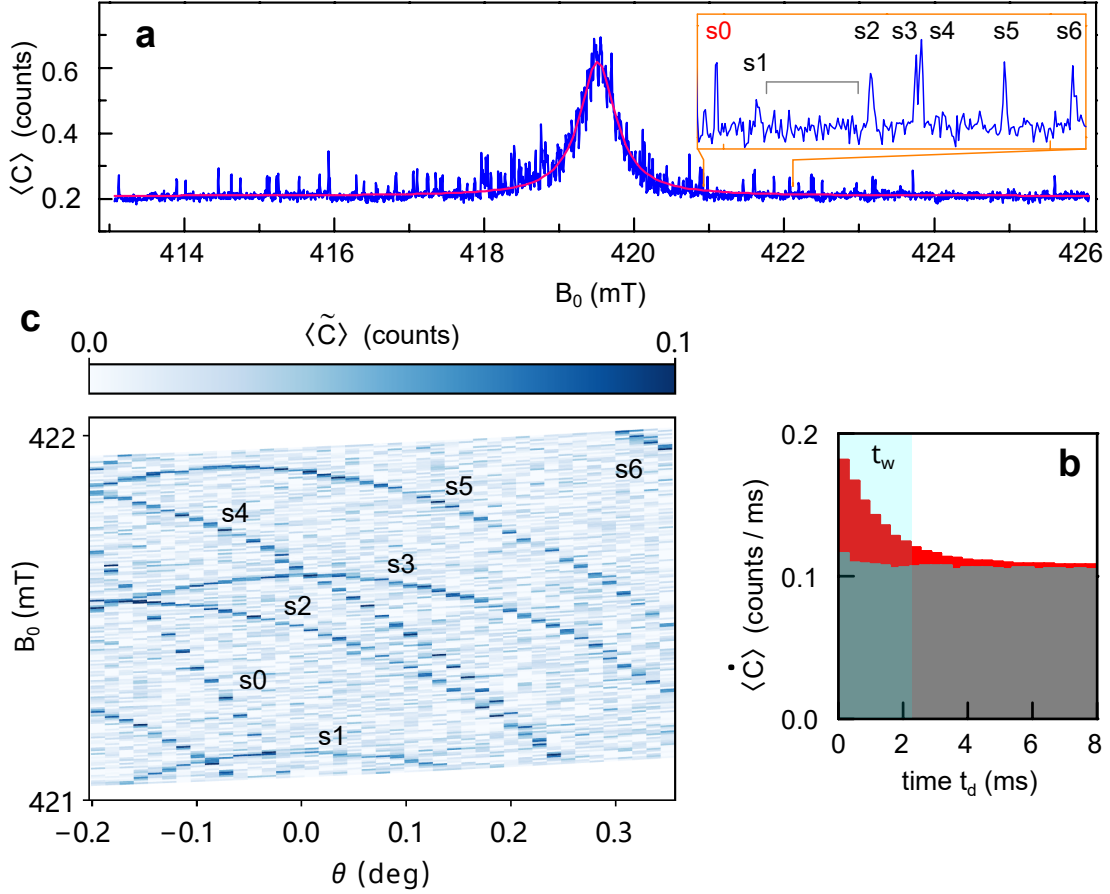 a
⟨C⟩ (counts)
0.6
0.4
0.2
s0
s1
s2
s3
s4
s5
s6
414
416
418
420
422
424
426
B₀ (mT)
c
⟨C̃⟩ (counts)
0.0
0.1
B₀ (mT)
422
421
s6
s5
s4
s3
s2
s0
s1
−0.2
−0.1
0.0
0.1
0.2
0.3
θ (deg)
b
t_w
⟨Ċ⟩ (counts / ms)
0.2
0.1
0.0
0
2
4
6
8
time t_d (ms)